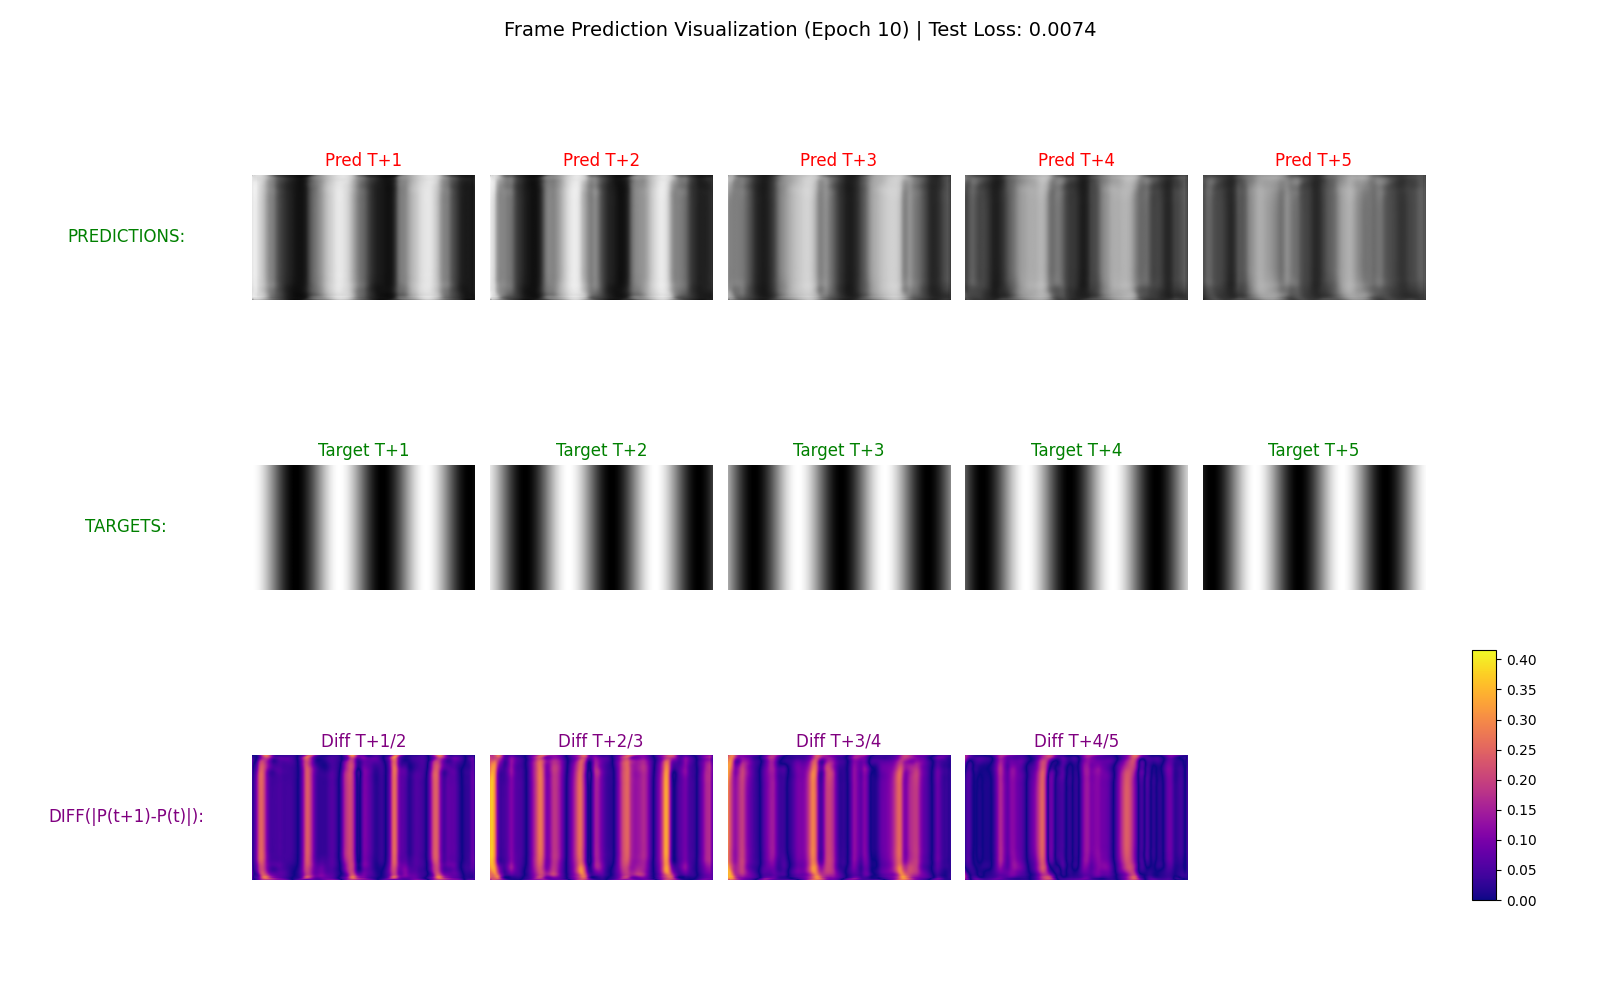 Frame Prediction Visualization (Epoch 10) | Test Loss: 0.0074
Pred T+1
Pred T+2
Pred T+3
Pred T+4
Pred T+5
PREDICTIONS:
Target T+1
Target T+2
Target T+3
Target T+4
Target T+5
TARGETS:
Diff T+1/2
Diff T+2/3
Diff T+3/4
Diff T+4/5
DIFF(|P(t+1)-P(t)|):
0.40
0.35
0.30
0.25
0.20
0.15
0.10
0.05
0.00